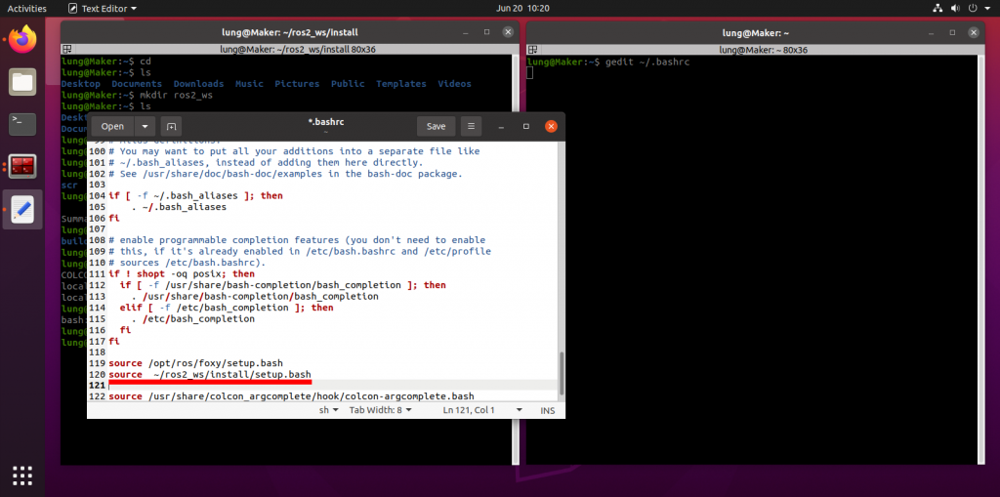 Activities
Text Editor
Jun 20 10:20
lung@Maker: ~/ros2_ws/install
lung@Maker: ~/ros2_ws/install 80x36
lung@Maker:~$ cd
lung@Maker:~$ ls
Desktop Documents Downloads Music Pictures Public Templates Videos
lung@Maker:~$ mkdir ros2_ws
lung@Maker:~$ ls
Deskt
Docum
lung@
lung@
lung@
scr
lung@
Summa
lung@
build
lung@
lung@
COLCO
local
local
lung@
bash:
lung@
lung@
Open
*.bashrc
Save
100 # You may want to put all your additions into a separate file like
101 # ~/.bash_aliases, instead of adding them here directly.
102 # See /usr/share/doc/bash-doc/examples in the bash-doc package.
103
104 if [ -f ~/.bash_aliases ]; then
105     . ~/.bash_aliases
106 fi
107
108 # enable programmable completion features (you don't need to enable
109 # this, if it's already enabled in /etc/bash.bashrc and /etc/profile
110 # sources /etc/bash.bashrc).
111 if ! shopt -oq posix; then
112   if [ -f /usr/share/bash-completion/bash_completion ]; then
113     . /usr/share/bash-completion/bash_completion
114   elif [ -f /etc/bash_completion ]; then
115     . /etc/bash_completion
116   fi
117 fi
118
119 source /opt/ros/foxy/setup.bash
120 source  ~/ros2_ws/install/setup.bash
121
122 source /usr/share/colcon_argcomplete/hook/colcon-argcomplete.bash
sh
Tab Width: 8
Ln 121, Col 1
INS
lung@Maker: ~
lung@Maker: ~ 80x36
lung@Maker:~$ gedit ~/.bashrc